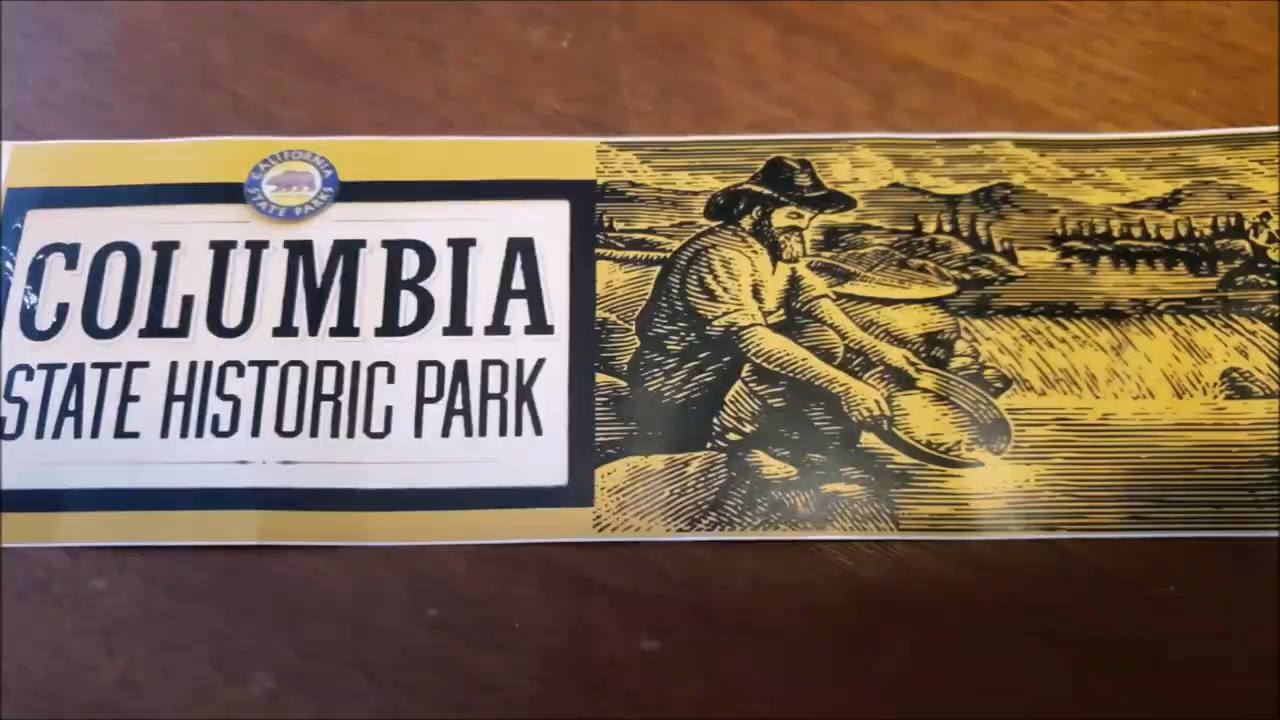 CALIFORNIA
STATE PARKS
COLUMBIA
STATE HISTORIC PARK